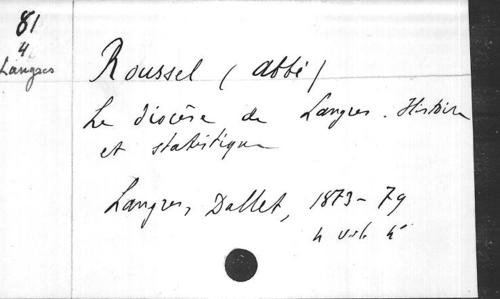 81
4
Langres
Roussel (abbé)
Le diocèse de Langres. Histoire
et statistique
Langres, Dallet, 1873-79
4 vol. 4°